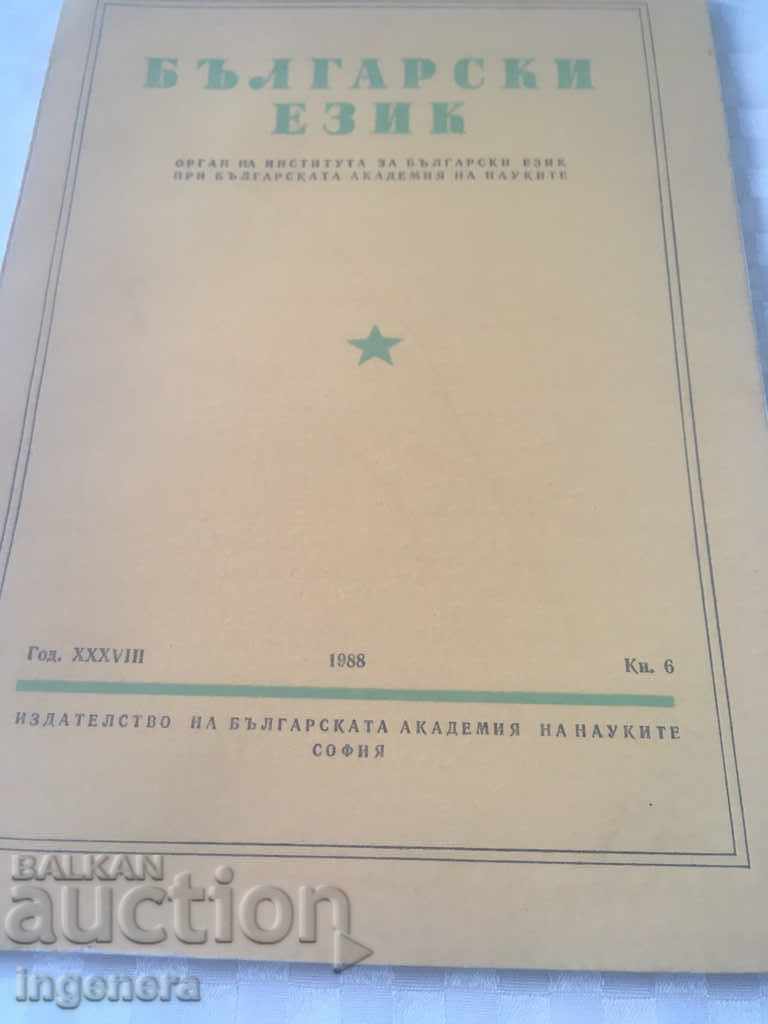 БЪЛГАРСКИ
ЕЗИК
ОРГАН НА ИНСТИТУТА ЗА БЪЛГАРСКИ ЕЗИК
ПРИ БЪЛГАРСКАТА АКАДЕМИЯ НА НАУКИТЕ
Год. XXXVIII 1988 Кн. 6
ИЗДАТЕЛСТВО НА БЪЛГАРСКАТА АКАДЕМИЯ НА НАУКИТЕ
СОФИЯ
BALKAN
auction
ingenera